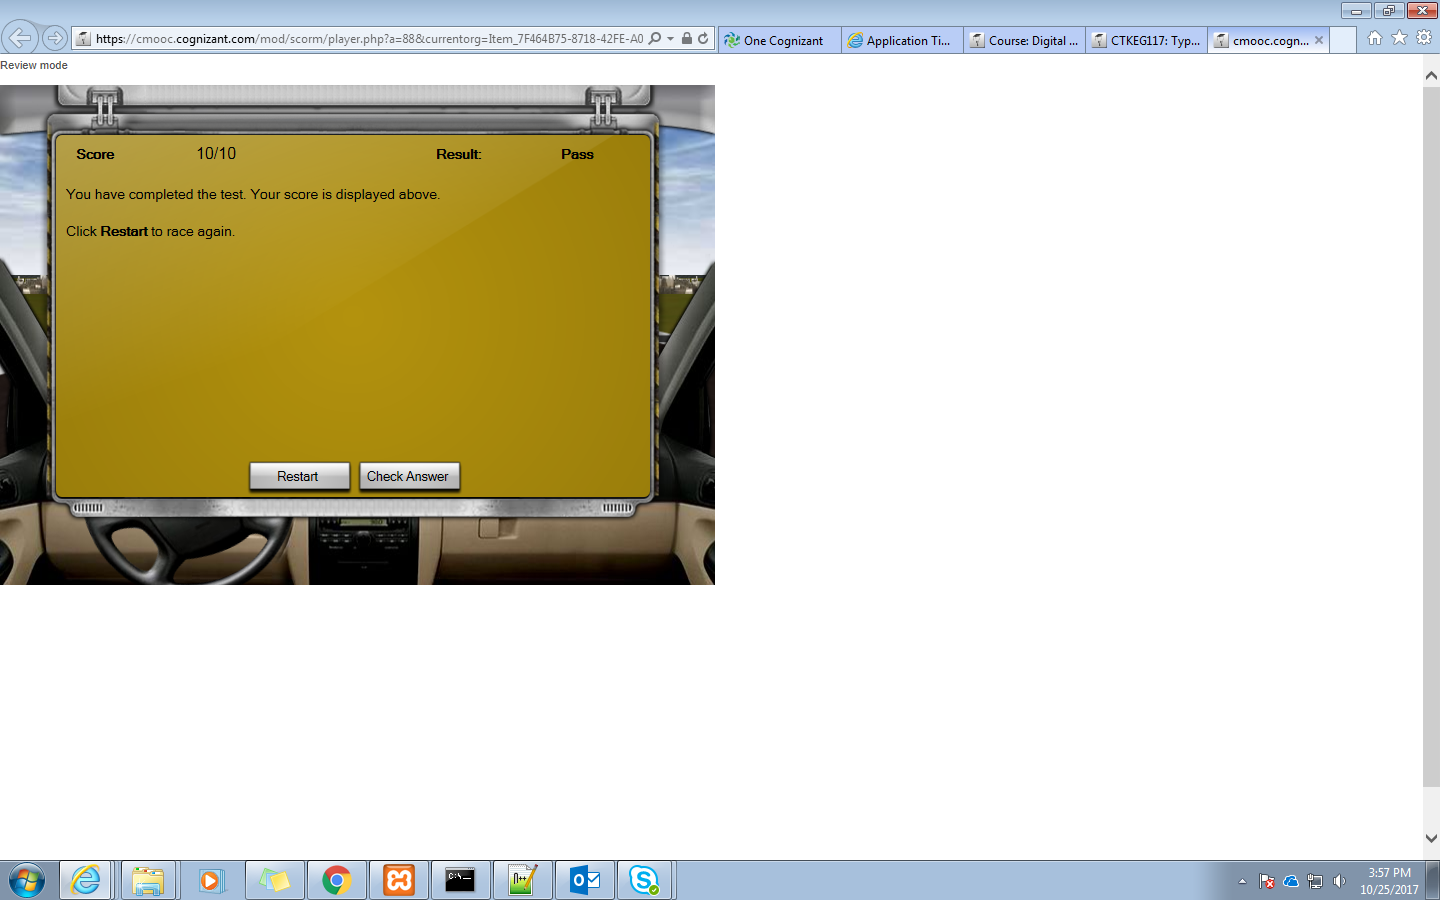 https://cmooc.cognizant.com/mod/scorm/player.php?a=88&currentorg=Item_7F464B75-8718-42FE-A0
One Cognizant
Application Ti...
Course: Digital ...
CTKEG117: Typ...
cmooc.cogn...
Review mode
Score 10/10 Result: Pass
You have completed the test. Your score is displayed above.
Click Restart to race again.
Restart
Check Answer
3:57 PM
10/25/2017